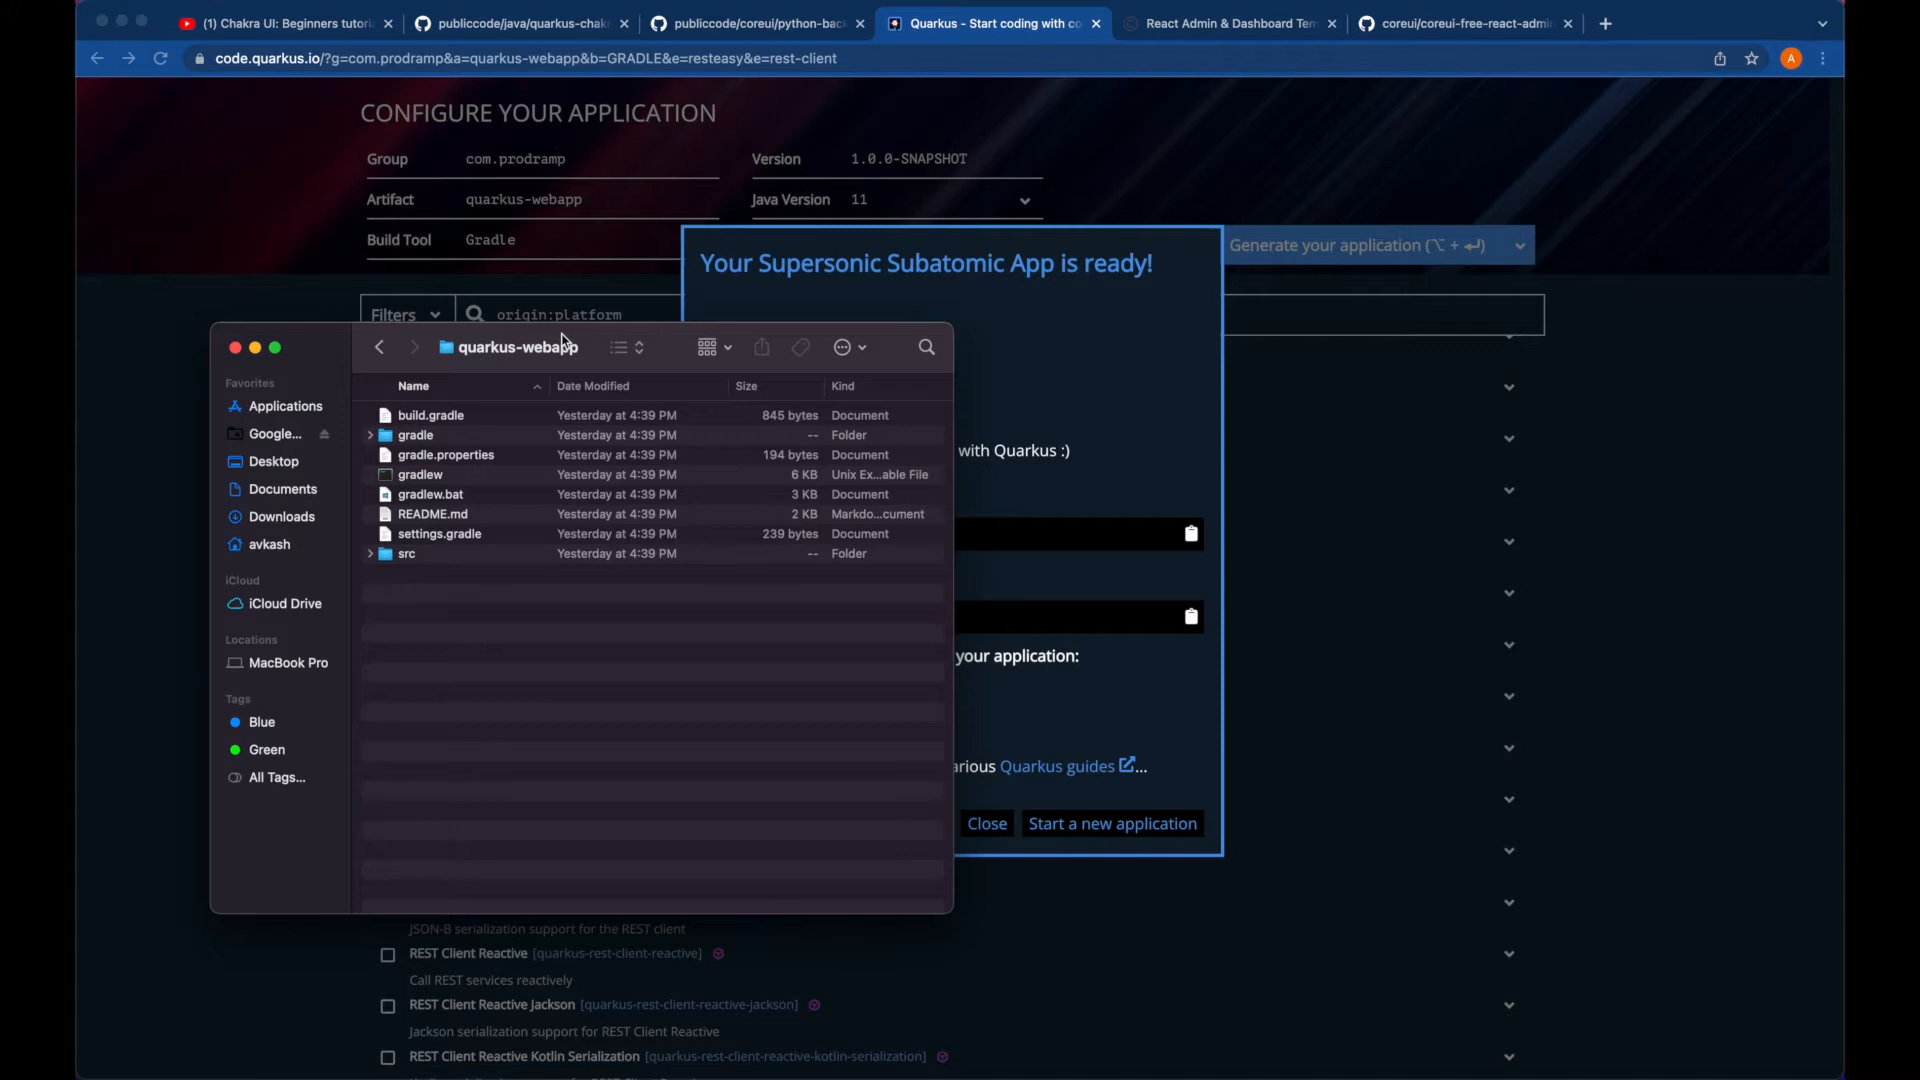 (1) Chakra UI: Beginners tutori
publiccode/java/quarkus-chak
publiccode/coreui/python-bac
Quarkus - Start coding with co
React Admin & Dashboard Tem
coreui/coreui-free-react-admi
code.quarkus.io/?g=com.prodramp&a=quarkus-webapp&b=GRADLE&e=resteasy&e=rest-client
A
CONFIGURE YOUR APPLICATION
Group com.prodramp Version 1.0.0-SNAPSHOT
Artifact quarkus-webapp Java Version 11
Build Tool Gradle
Generate your application (⌥ + ↵)
Your Supersonic Subatomic App is ready!
Filters origin:platform
quarkus-webapp
Name Date Modified Size Kind
build.gradle Yesterday at 4:39 PM 845 bytes Document
gradle Yesterday at 4:39 PM -- Folder
gradle.properties Yesterday at 4:39 PM 194 bytes Document
gradlew Yesterday at 4:39 PM 6 KB Unix Ex...able File
gradlew.bat Yesterday at 4:39 PM 3 KB Document
README.md Yesterday at 4:39 PM 2 KB Markdo...cument
settings.gradle Yesterday at 4:39 PM 239 bytes Document
src Yesterday at 4:39 PM -- Folder
Favorites
Applications
Google...
Desktop
Documents
Downloads
avkash
iCloud
iCloud Drive
Locations
MacBook Pro
Tags
Blue
Green
All Tags...
with Quarkus :)
your application:
arious Quarkus guides ...
Close Start a new application
JSON-B serialization support for the REST client
REST Client Reactive [quarkus-rest-client-reactive]
Call REST services reactively
REST Client Reactive Jackson [quarkus-rest-client-reactive-jackson]
Jackson serialization support for REST Client Reactive
REST Client Reactive Kotlin Serialization [quarkus-rest-client-reactive-kotlin-serialization]